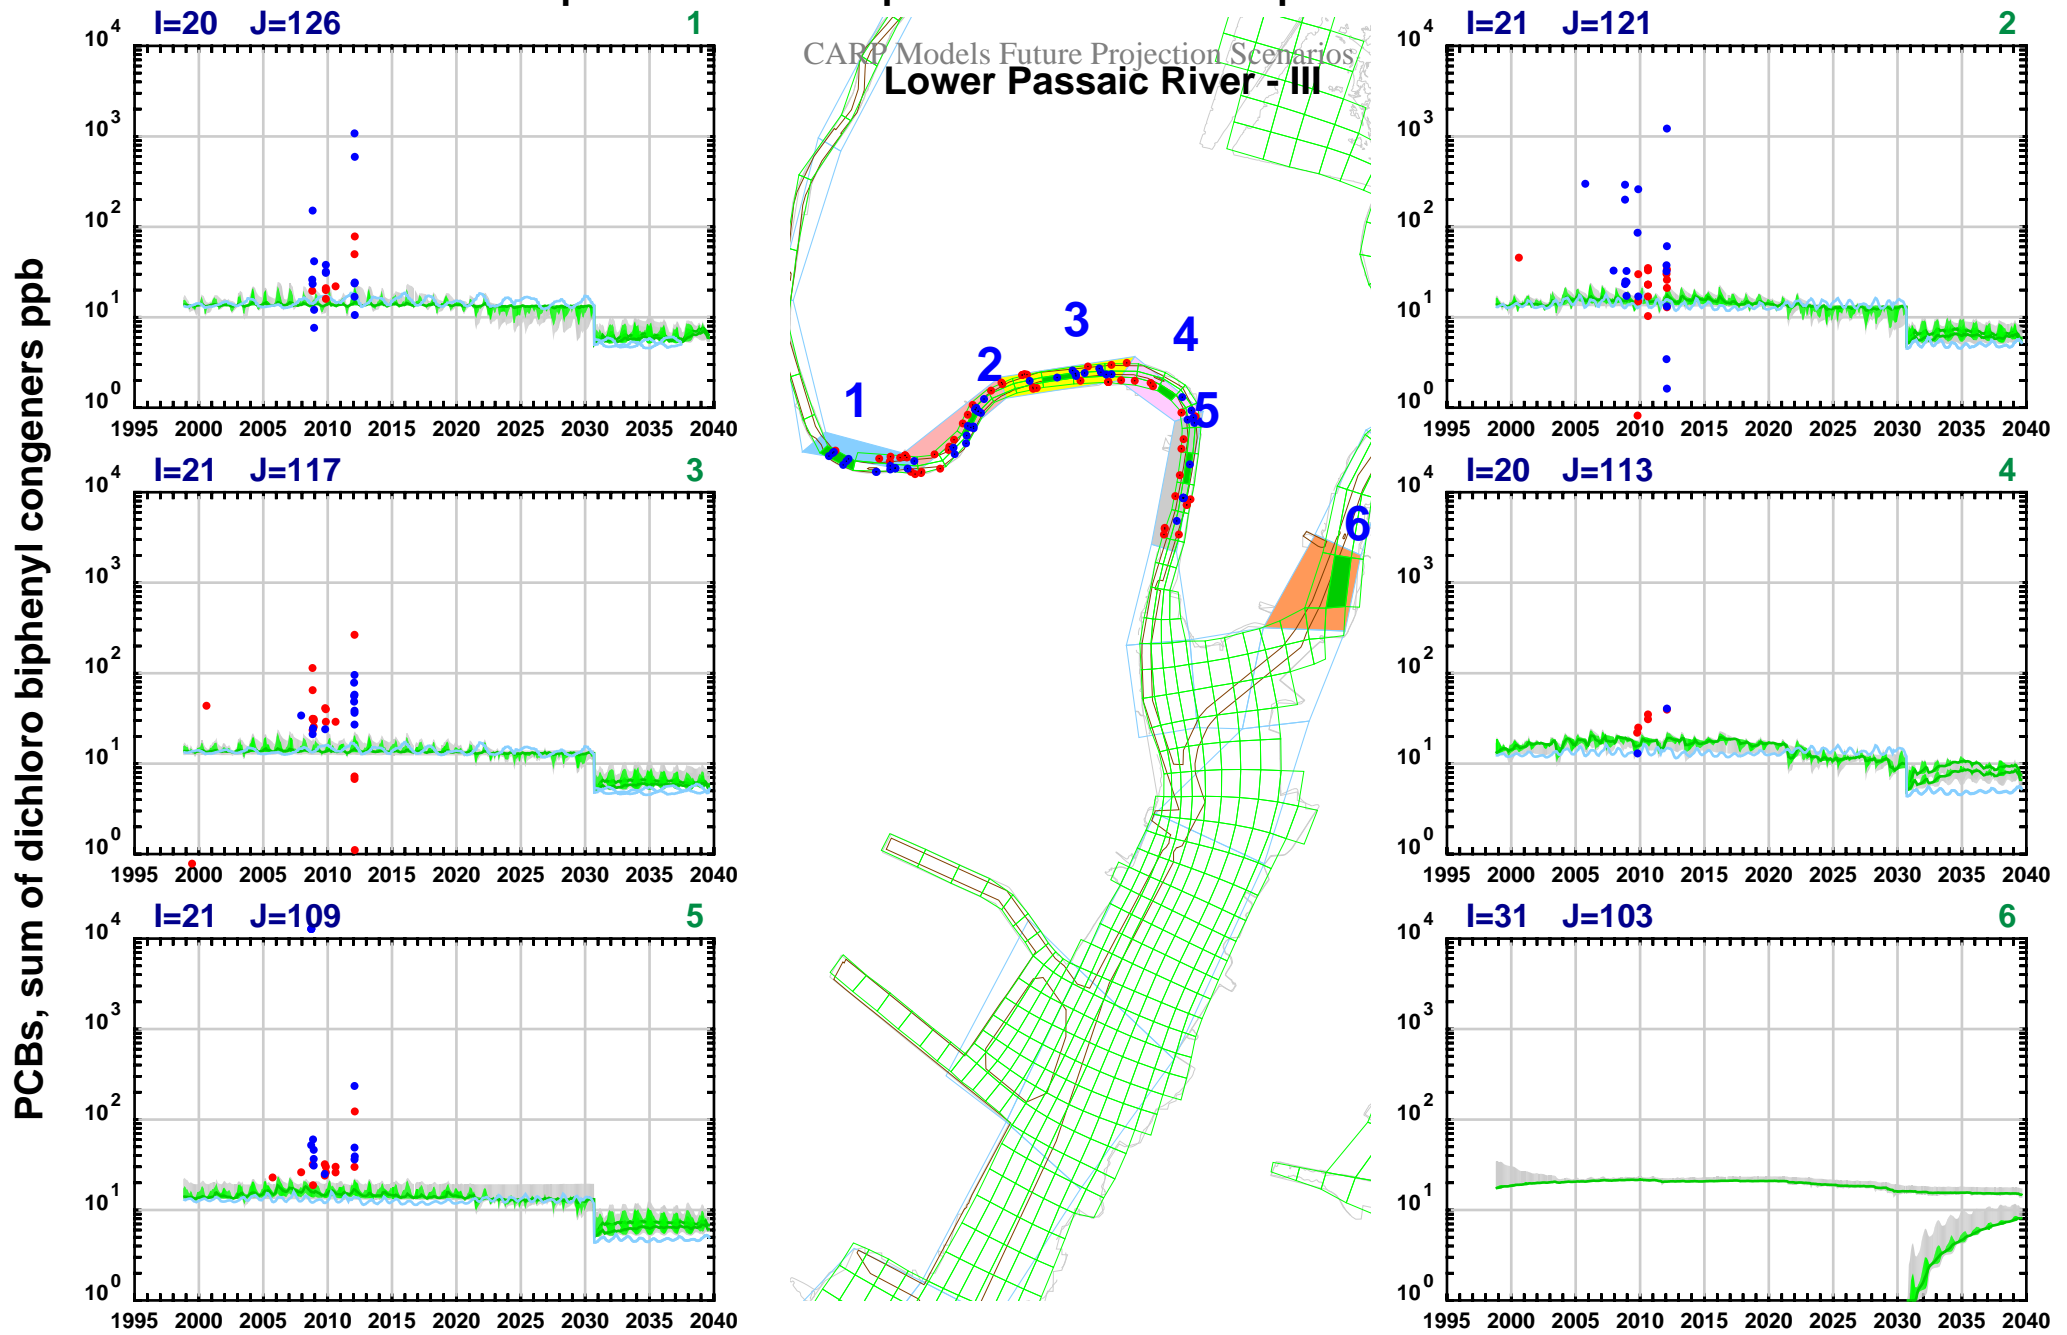 CARP Models Future Projection Scenarios
Lower Passaic River - III
PCBs, sum of dichloro biphenyl congeners ppb
I=20 J=126 1
10^4
10^3
10^2
10^1
10^0
1995 2000 2005 2010 2015 2020 2025 2030 2035 2040
I=21 J=121 2
10^4
10^3
10^2
10^1
10^0
1995 2000 2005 2010 2015 2020 2025 2030 2035 2040
I=21 J=117 3
10^4
10^3
10^2
10^1
10^0
1995 2000 2005 2010 2015 2020 2025 2030 2035 2040
I=20 J=113 4
10^4
10^3
10^2
10^1
10^0
1995 2000 2005 2010 2015 2020 2025 2030 2035 2040
I=21 J=109 5
10^4
10^3
10^2
10^1
10^0
1995 2000 2005 2010 2015 2020 2025 2030 2035 2040
I=31 J=103 6
10^4
10^3
10^2
10^1
10^0
1995 2000 2005 2010 2015 2020 2025 2030 2035 2040
1
2
3
4
5
6